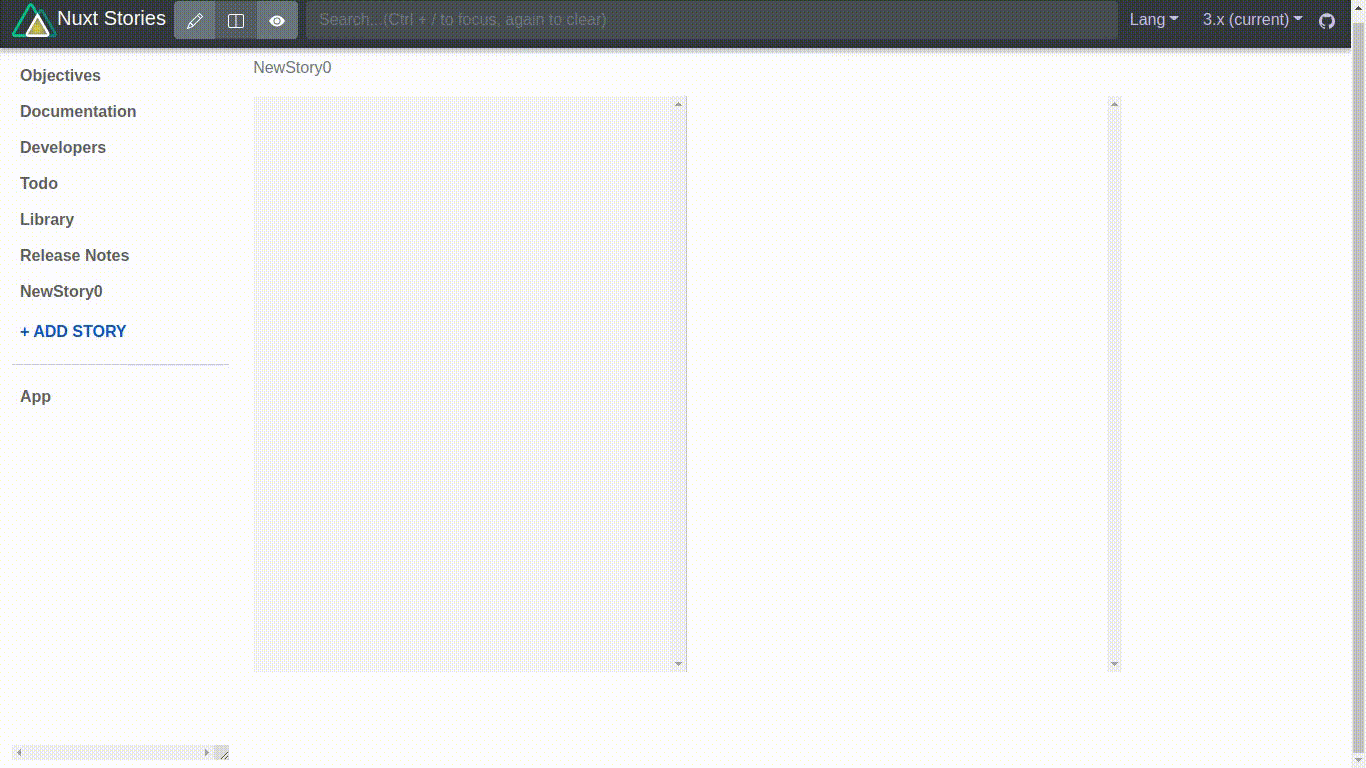 Nuxt Stories
Search...(Ctrl + / to focus, again to clear)
Lang
3.x (current)
Objectives
Documentation
Developers
Todo
Library
Release Notes
NewStory0
+ ADD STORY
App
NewStory0